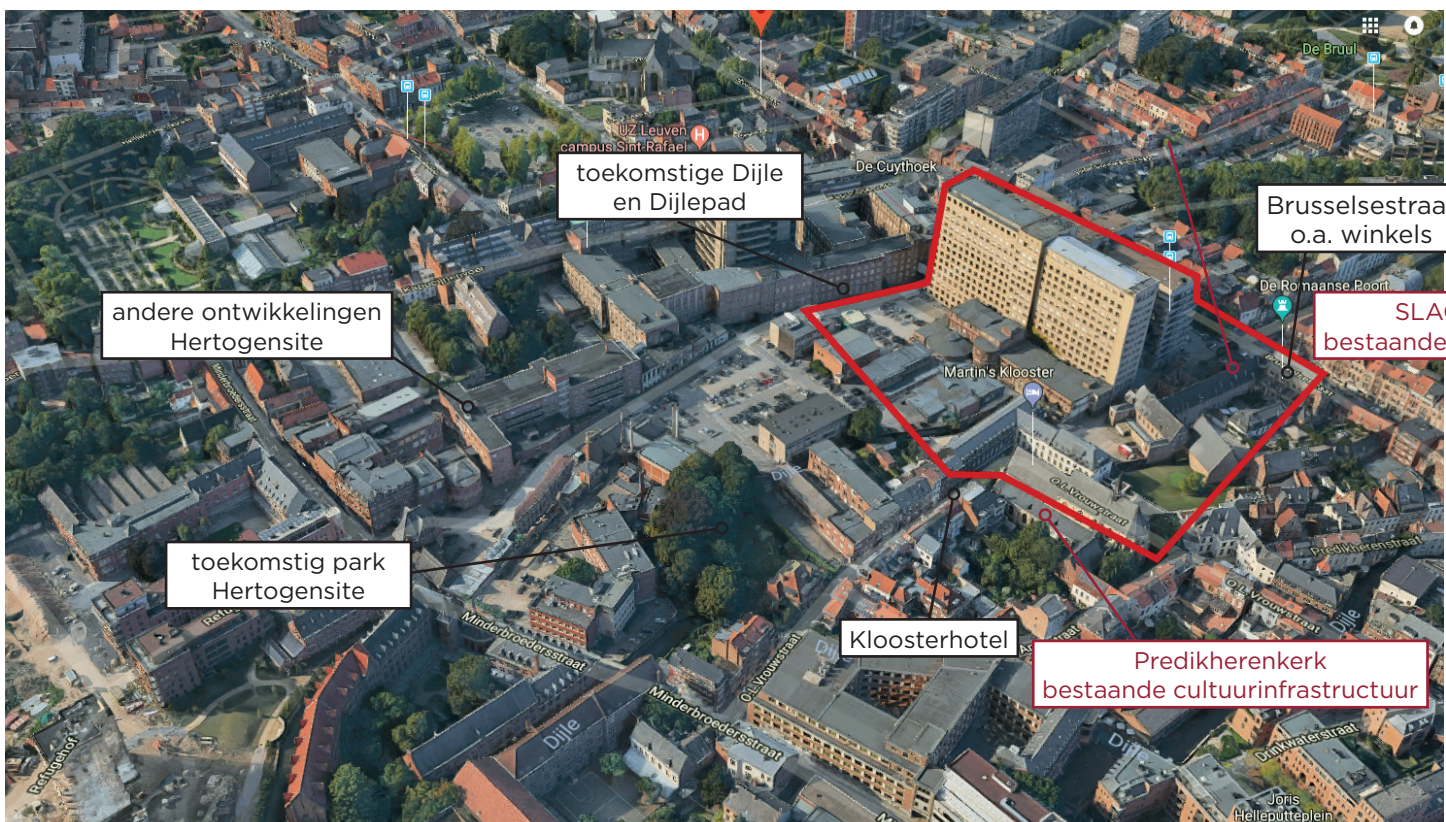 De Bruul
UZ Leuven
campus Sint Rafael
De Cuythoek
toekomstige Dijle
en Dijlepad
Brusselsestraa
o.a. winkels
De Romaanse Poort
andere ontwikkelingen
Hertogensite
SLA
bestaande
Minderbroedersstraat
Martin's Klooster
Dijle
O.L.Vrouwstraat
Predikherenstraat
toekomstig park
Hertogensite
O.L.Vrouwstraat
Dijle
Minderbroedersstraat
Kloosterhotel
O.L.Vrouwstraat
Predikherenkerk
bestaande cultuurinfrastructuur
Minderbroedersstraat
Dijle
Refugehof
Drinkwaterstraat
Joris
Helleputteplein